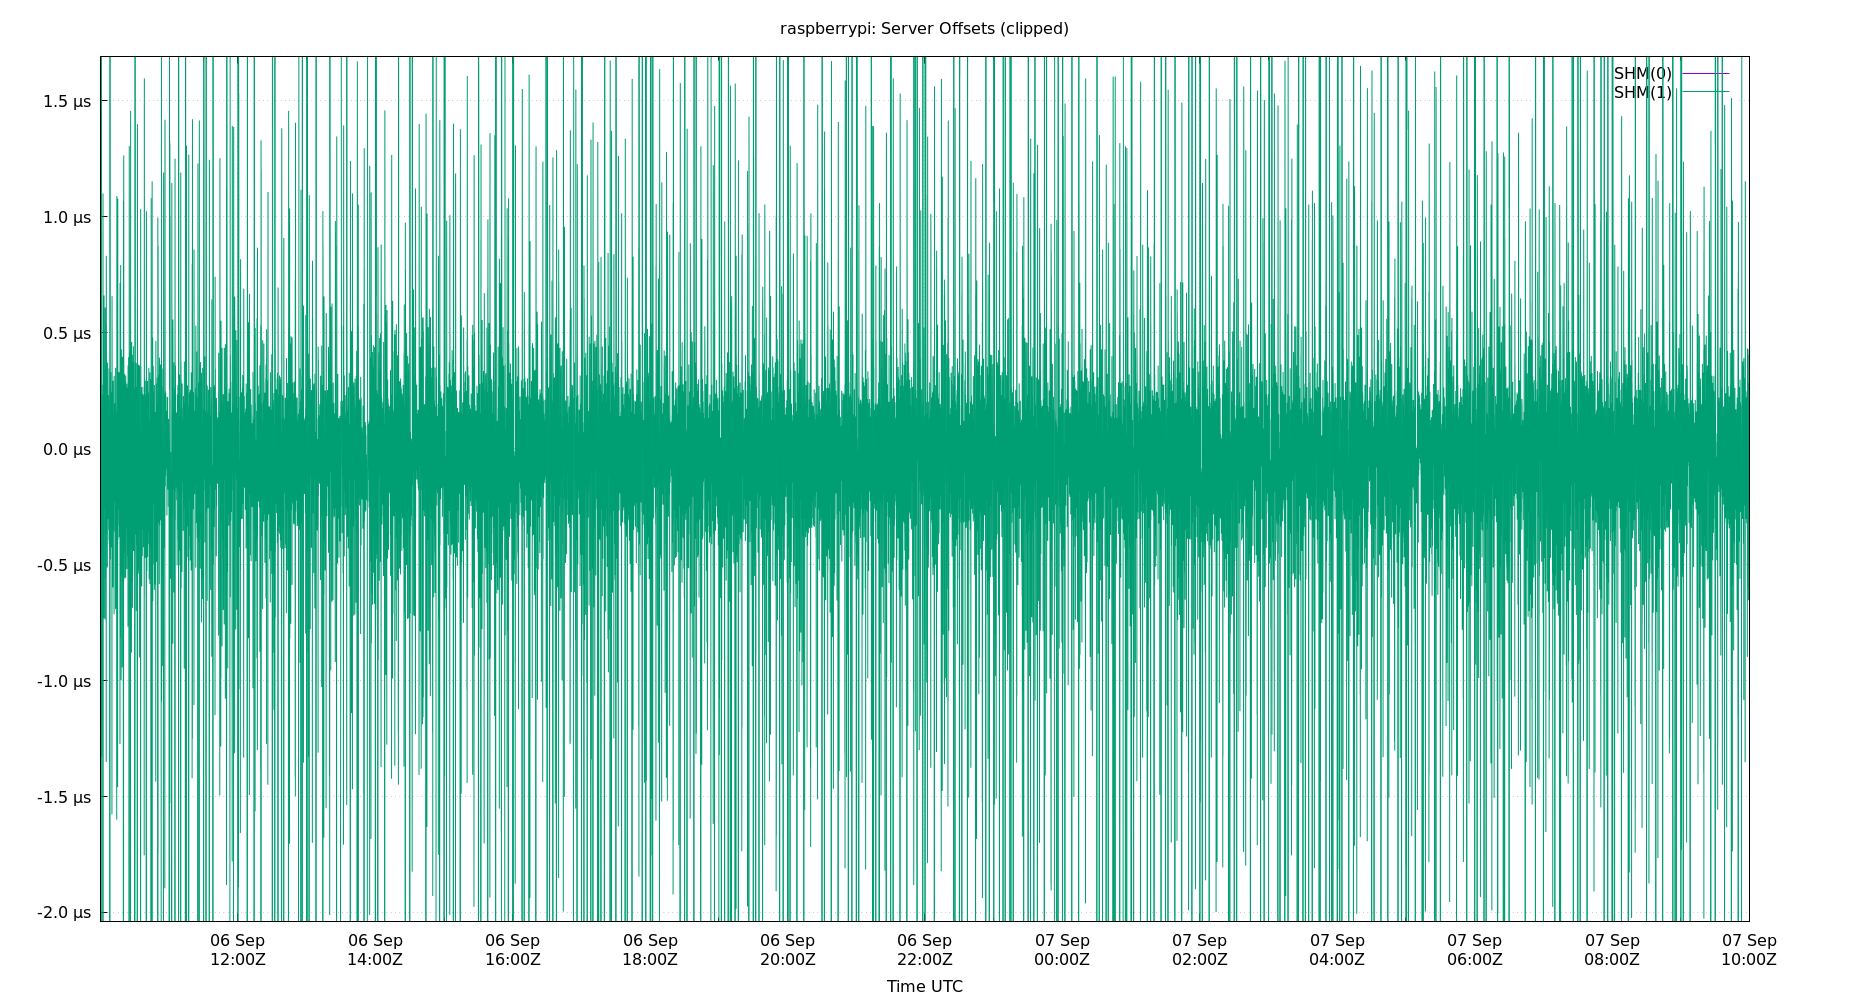 raspberrypi: Server Offsets (clipped)
SHM(0)
SHM(1)
1.5 µs
1.0 µs
0.5 µs
0.0 µs
-0.5 µs
-1.0 µs
-1.5 µs
-2.0 µs
06 Sep 06 Sep 06 Sep 06 Sep 06 Sep 06 Sep 07 Sep 07 Sep 07 Sep 07 Sep 07 Sep 07 Sep
12:00Z 14:00Z 16:00Z 18:00Z 20:00Z 22:00Z 00:00Z 02:00Z 04:00Z 06:00Z 08:00Z 10:00Z
Time UTC